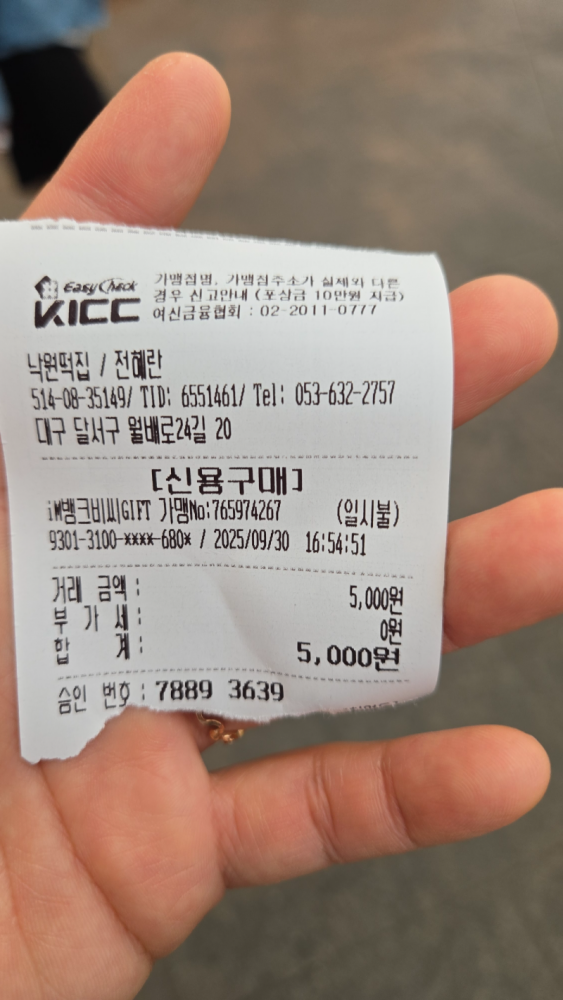 EasyCheck
KICC
가맹점명, 가맹점주소가 실제와 다른
경우 신고안내 (포상금 10만원 지급)
여신금융협회 : 02-2011-0777
낙원떡집 / 전혜란
514-08-35149/ TID: 6551461/ Tel: 053-632-2757
대구 달서구 월배로24길 20
[신용구매]
iM뱅크비씨GIFT 가맹No:765974267 (일시불)
9301-3100-****-680* / 2025/09/30 16:54:51
거래 금액 : 5,000원
부 가 세 : 0원
합 계 : 5,000원
승인 번호 : 7889 3639